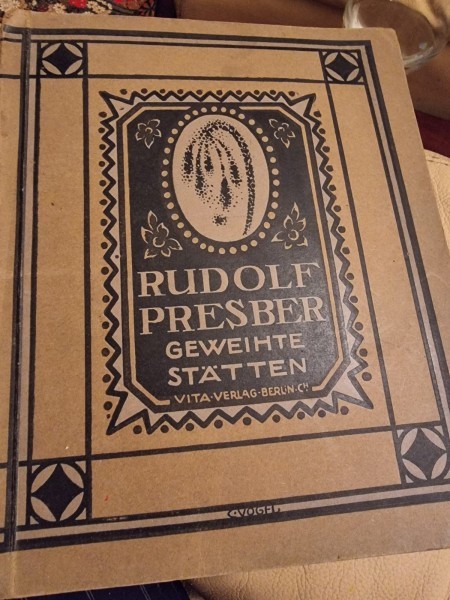 RUDOLF
PRESBER
GEWEIHTE
STÄTTEN
VITA·VERLAG·BERLIN·CH
C·VOGEL